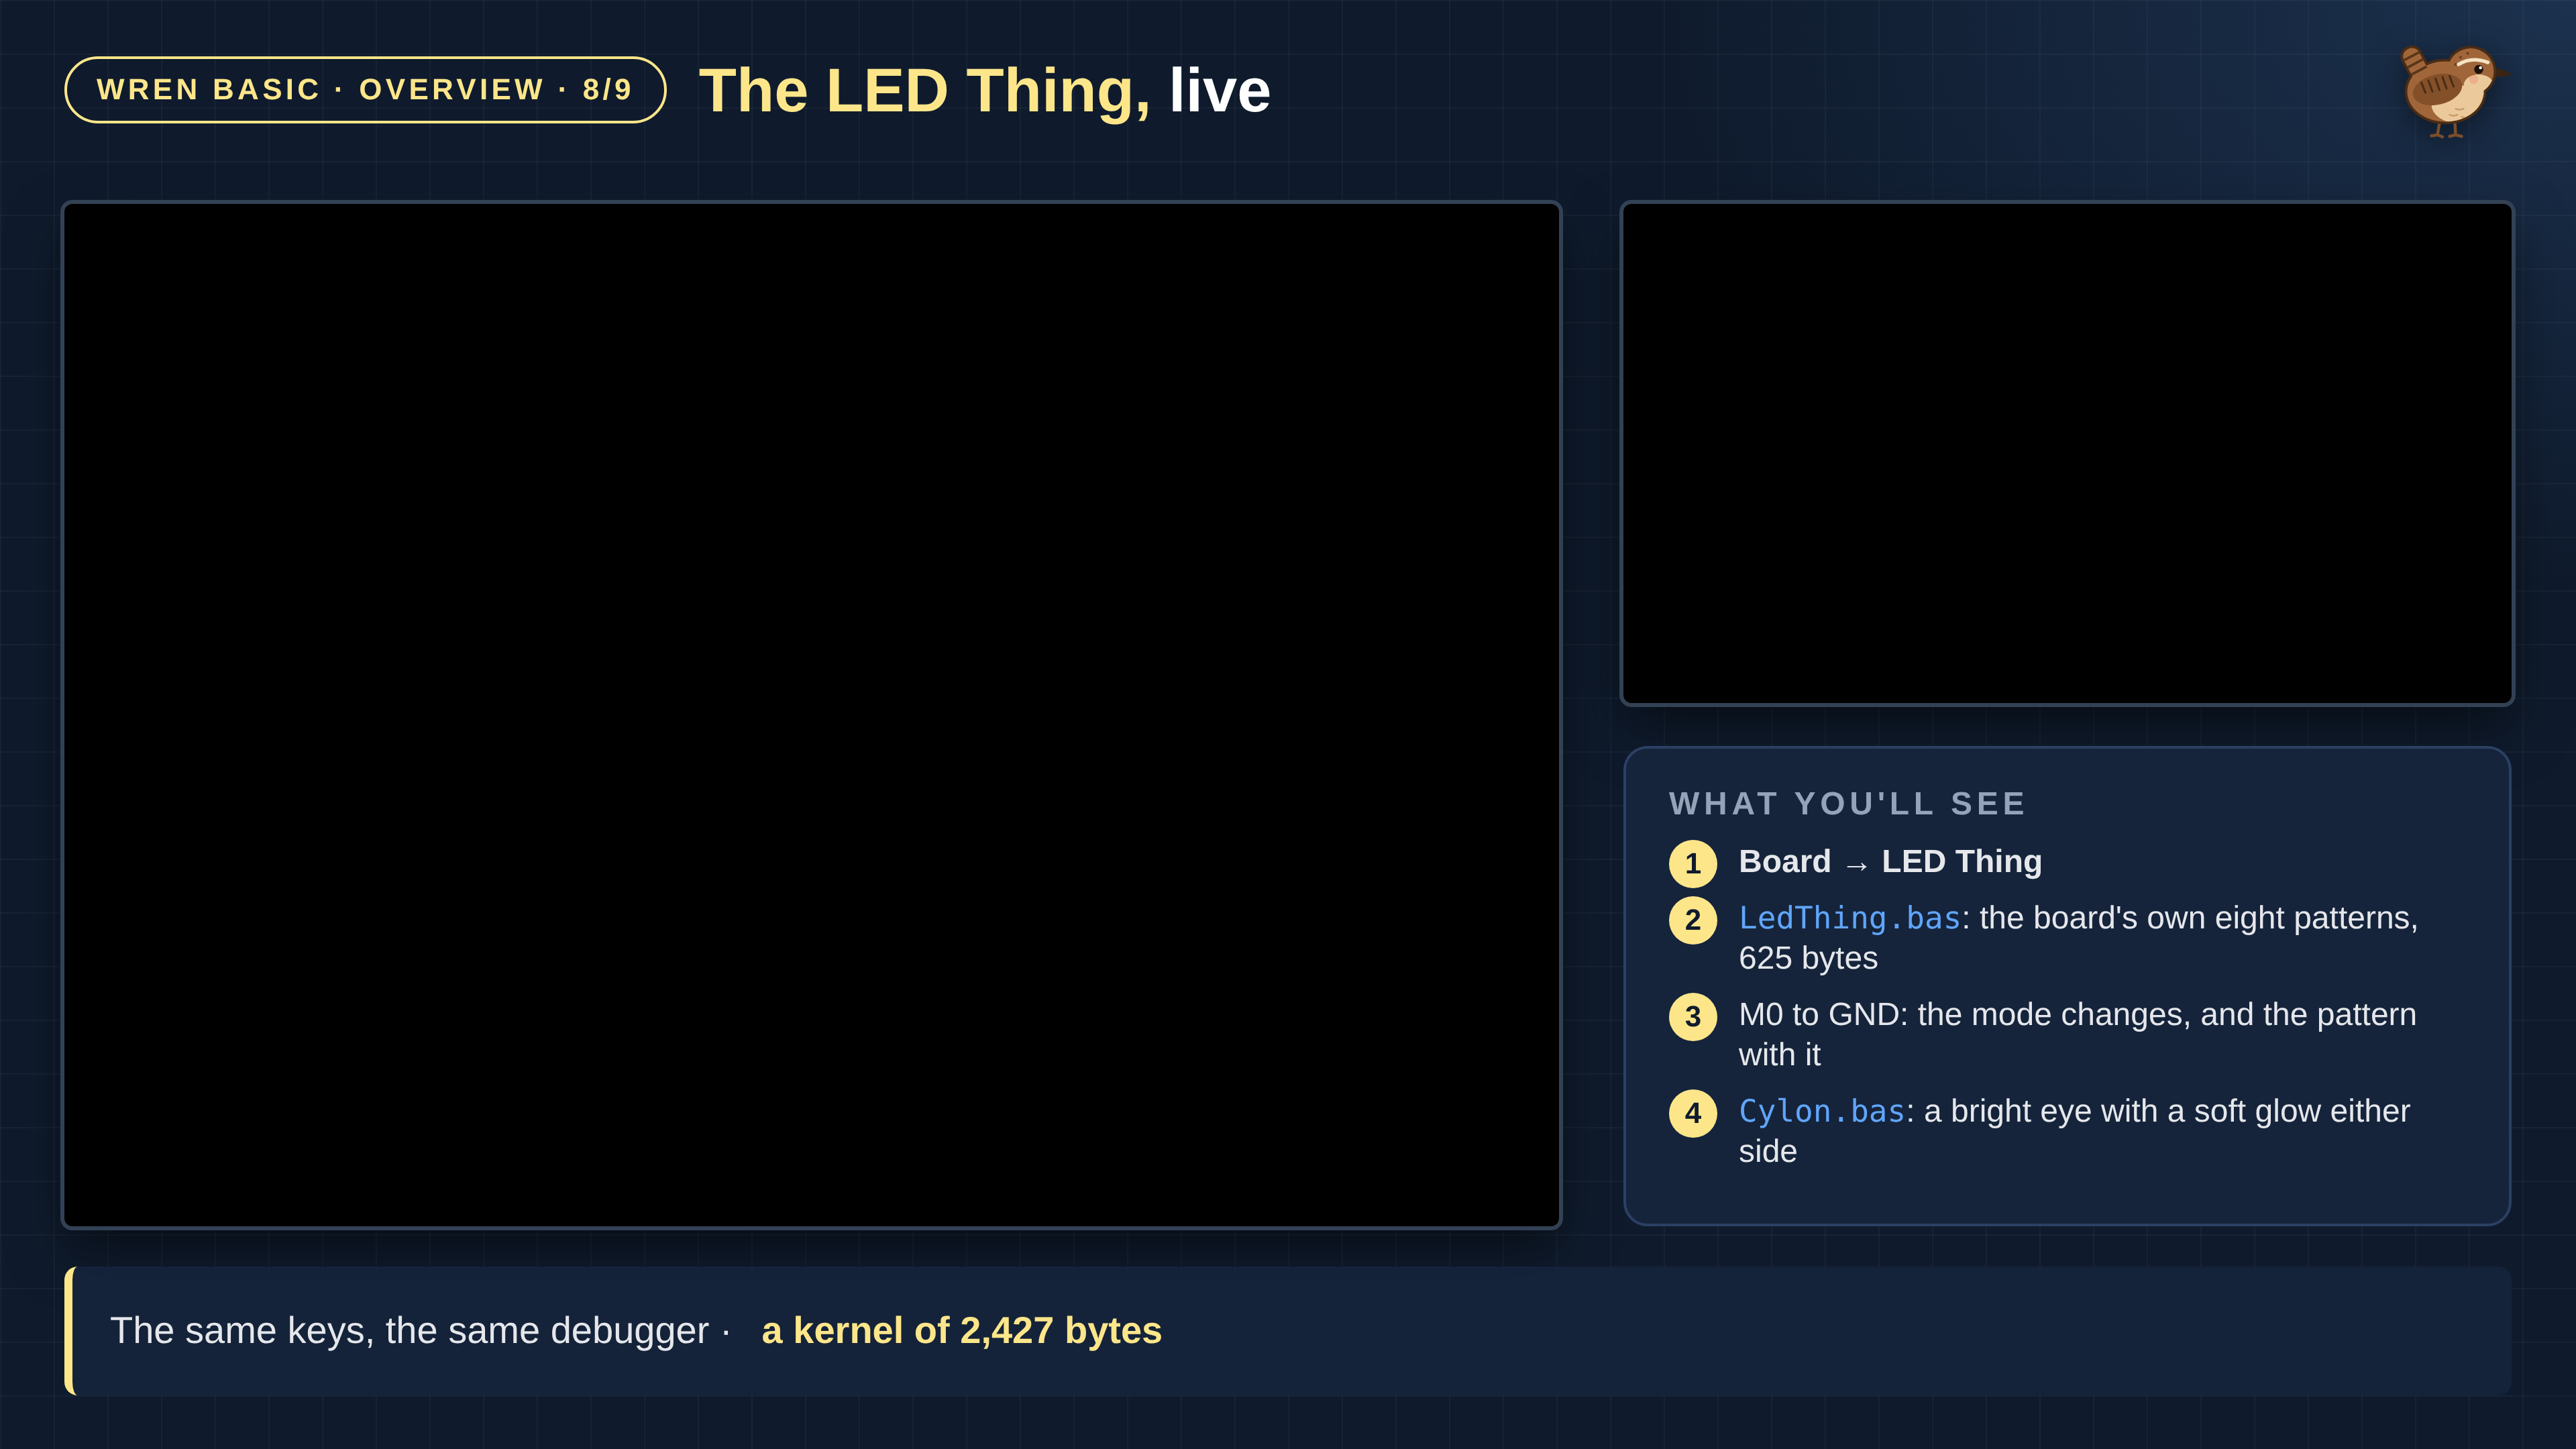 WREN BASIC · OVERVIEW · 8/9
The LED Thing, live
WHAT YOU'LL SEE
1 Board → LED Thing
2 LedThing.bas: the board's own eight patterns,
625 bytes
3 M0 to GND: the mode changes, and the pattern
with it
4 Cylon.bas: a bright eye with a soft glow either
side
The same keys, the same debugger · a kernel of 2,427 bytes